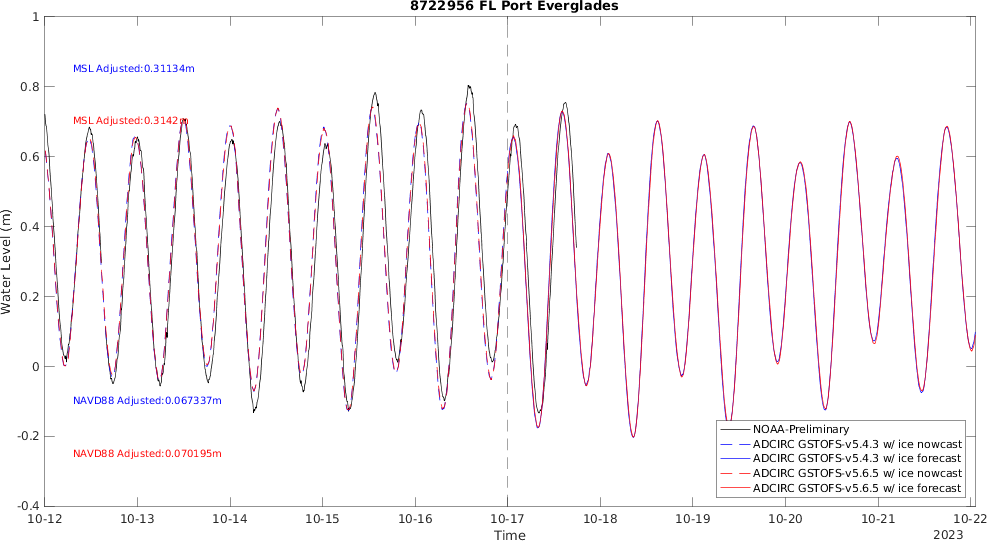 8722956 FL Port Everglades
1
0.8
0.6
0.4
0.2
0
-0.2
-0.4
Water Level (m)
MSL Adjusted:0.31134m
MSL Adjusted:0.3142m
NAVD88 Adjusted:0.067337m
NAVD88 Adjusted:0.070195m
NOAA-Preliminary
ADCIRC GSTOFS-v5.4.3 w/ ice nowcast
ADCIRC GSTOFS-v5.4.3 w/ ice forecast
ADCIRC GSTOFS-v5.6.5 w/ ice nowcast
ADCIRC GSTOFS-v5.6.5 w/ ice forecast
10-12 10-13 10-14 10-15 10-16 10-17 10-18 10-19 10-20 10-21 10-22
Time
2023